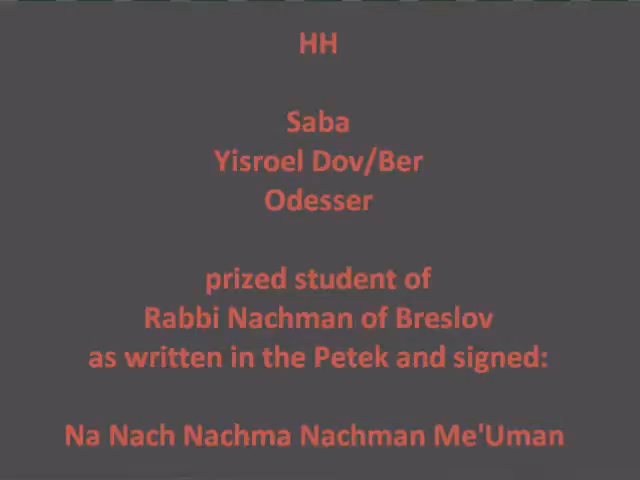 HH
Saba
Yisroel Dov/Ber
Odesser
prized student of
Rabbi Nachman of Breslov
as written in the Petek and signed:
Na Nach Nachma Nachman Me'Uman